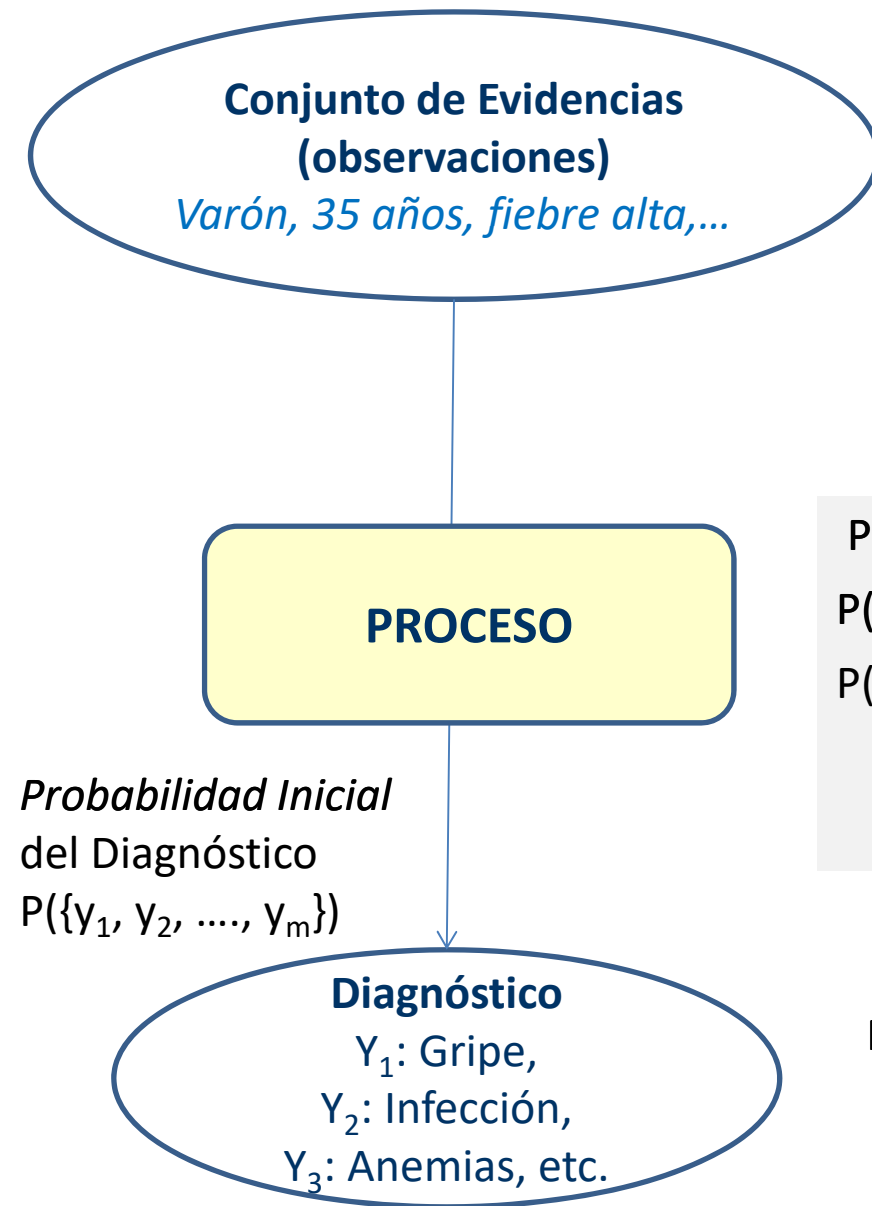 Conjunto de Evidencias
(observaciones)
Varón, 35 años, fiebre alta,...
PROCESO
P
P(
P(
Probabilidad Inicial
del Diagnóstico
P({y₁, y₂, ...., yₘ})
Diagnóstico
Y₁: Gripe,
Y₂: Infección,
Y₃: Anemias, etc.